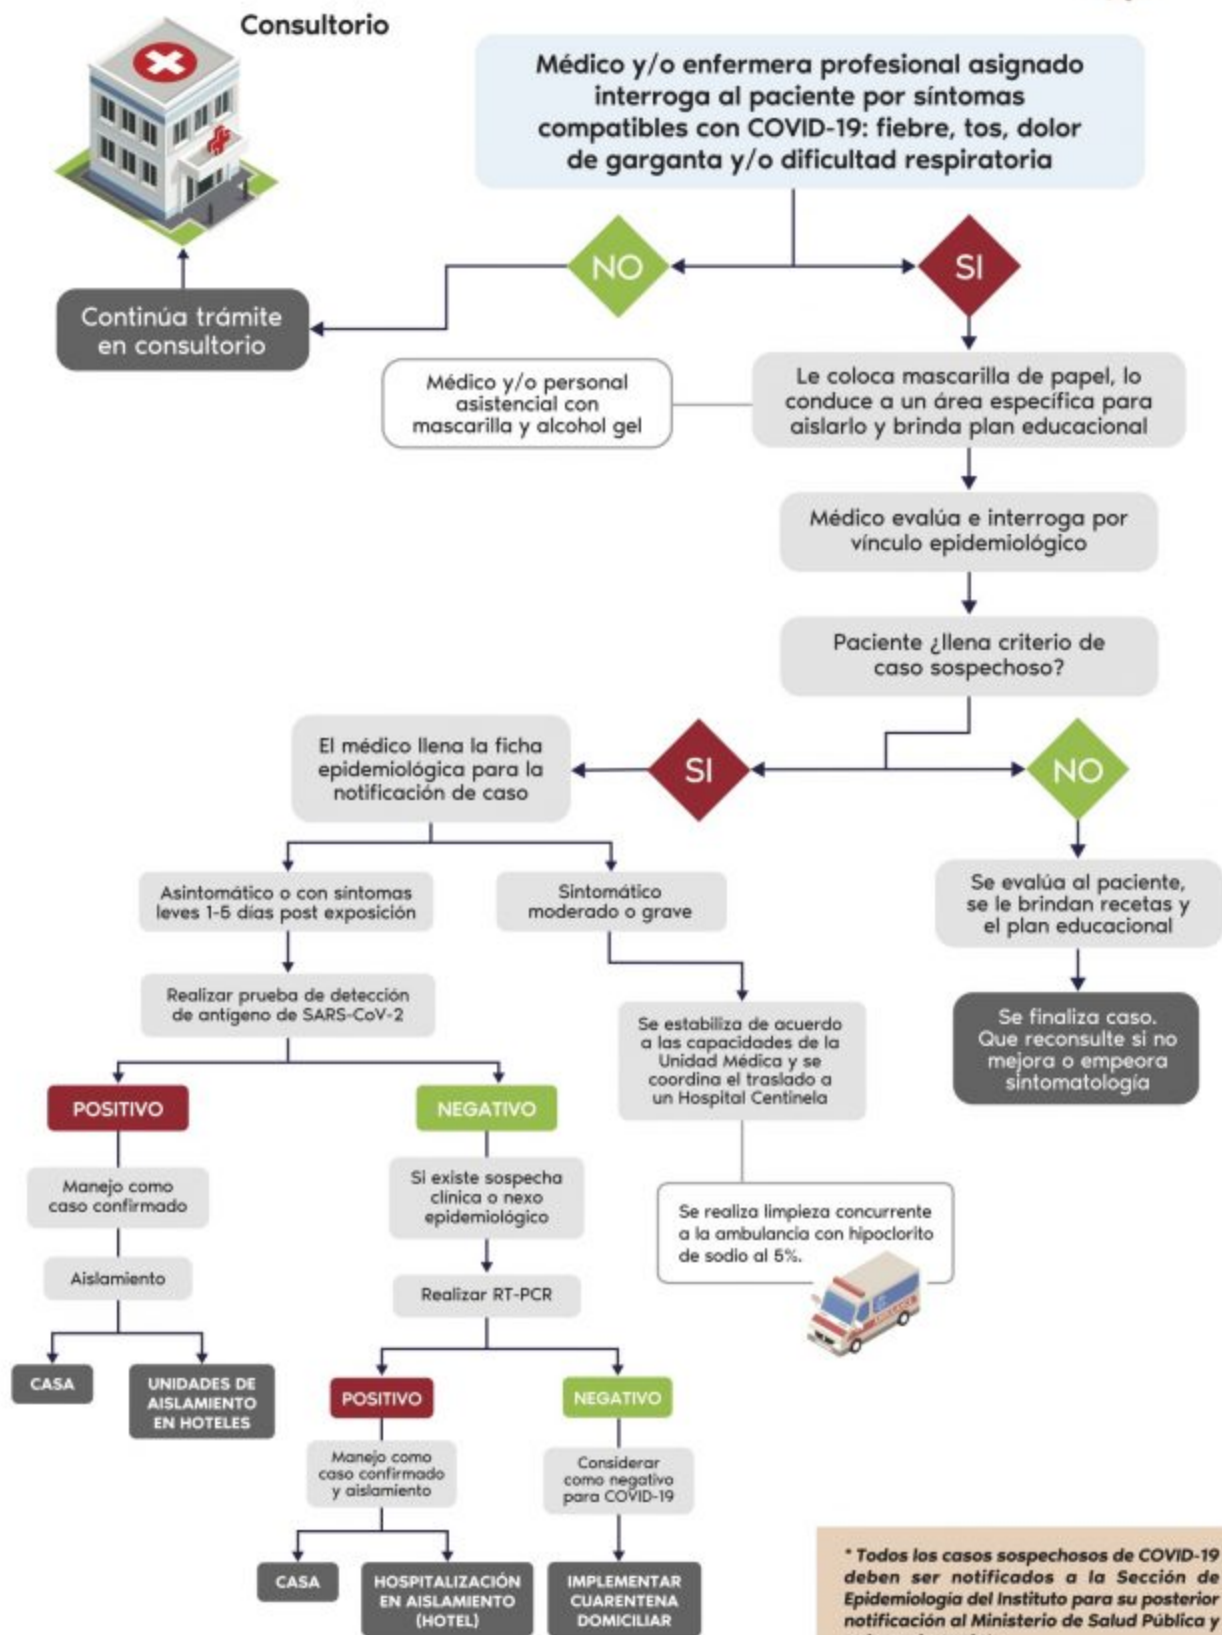 Consultorio
Médico y/o enfermera profesional asignado
interroga al paciente por síntomas
compatibles con COVID-19: fiebre, tos, dolor
de garganta y/o dificultad respiratoria
NO
SI
Continúa trámite
en consultorio
Médico y/o personal
asistencial con
mascarilla y alcohol gel
Le coloca mascarilla de papel, lo
conduce a un área específica para
aislarlo y brinda plan educacional
Médico evalúa e interroga por
vínculo epidemiológico
Paciente ¿llena criterio de
caso sospechoso?
El médico llena la ficha
epidemiológica para la
notificación de caso
SI
NO
Asintomático o con síntomas
leves 1-5 días post exposición
Sintomático
moderado o grave
Se evalúa al paciente,
se le brindan recetas y
el plan educacional
Realizar prueba de detección
de antígeno de SARS-CoV-2
Se estabiliza de acuerdo
a las capacidades de la
Unidad Médica y se
coordina el traslado a
un Hospital Centinela
Se finaliza caso.
Que reconsulte si no
mejora o empeora
sintomatología
POSITIVO
NEGATIVO
Manejo como
caso confirmado
Si existe sospecha
clínica o nexo
epidemiológico
Se realiza limpieza concurrente
a la ambulancia con hipoclorito
de sodio al 5%.
Aislamiento
Realizar RT-PCR
CASA
UNIDADES DE
AISLAMIENTO
EN HOTELES
POSITIVO
NEGATIVO
Manejo como
caso confirmado
y aislamiento
Considerar
como negativo
para COVID-19
CASA
HOSPITALIZACIÓN
EN AISLAMIENTO
(HOTEL)
IMPLEMENTAR
CUARENTENA
DOMICILIAR
* Todos los casos sospechosos de COVID-19
deben ser notificados a la Sección de
Epidemiología del Instituto para su posterior
notificación al Ministerio de Salud Pública y